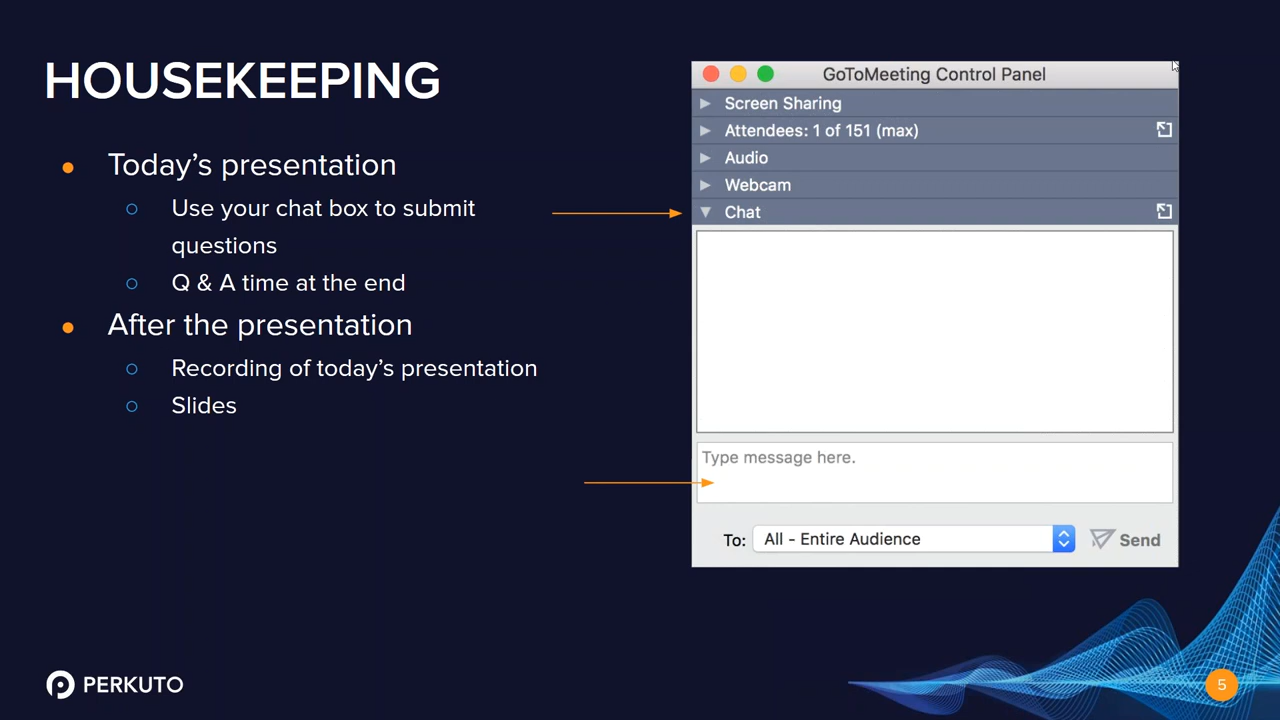 HOUSEKEEPING
Today’s presentation
Use your chat box to submit
questions
Q & A time at the end
After the presentation
Recording of today’s presentation
Slides
GoToMeeting Control Panel
Screen Sharing
Attendees: 1 of 151 (max)
Audio
Webcam
Chat
Type message here.
To: All - Entire Audience Send
PERKUTO
5